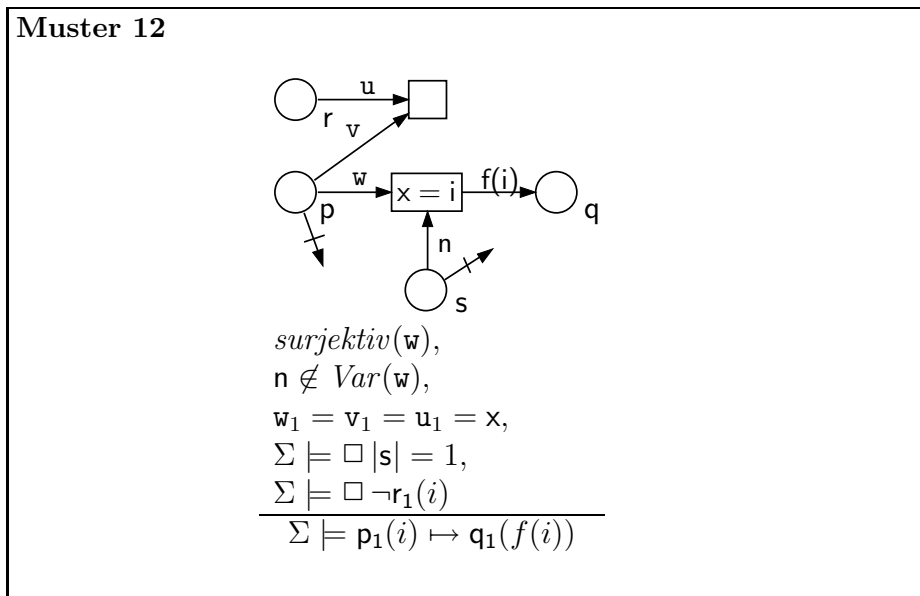 Muster 12
u
r
v
w
p
x = i
f(i)
q
n
s
surjektiv(w),
n ∉ Var(w),
w₁ = v₁ = u₁ = x,
Σ ⊨ □ |s| = 1,
Σ ⊨ □ ¬r₁(i)
Σ ⊨ p₁(i) ↦ q₁(f(i))